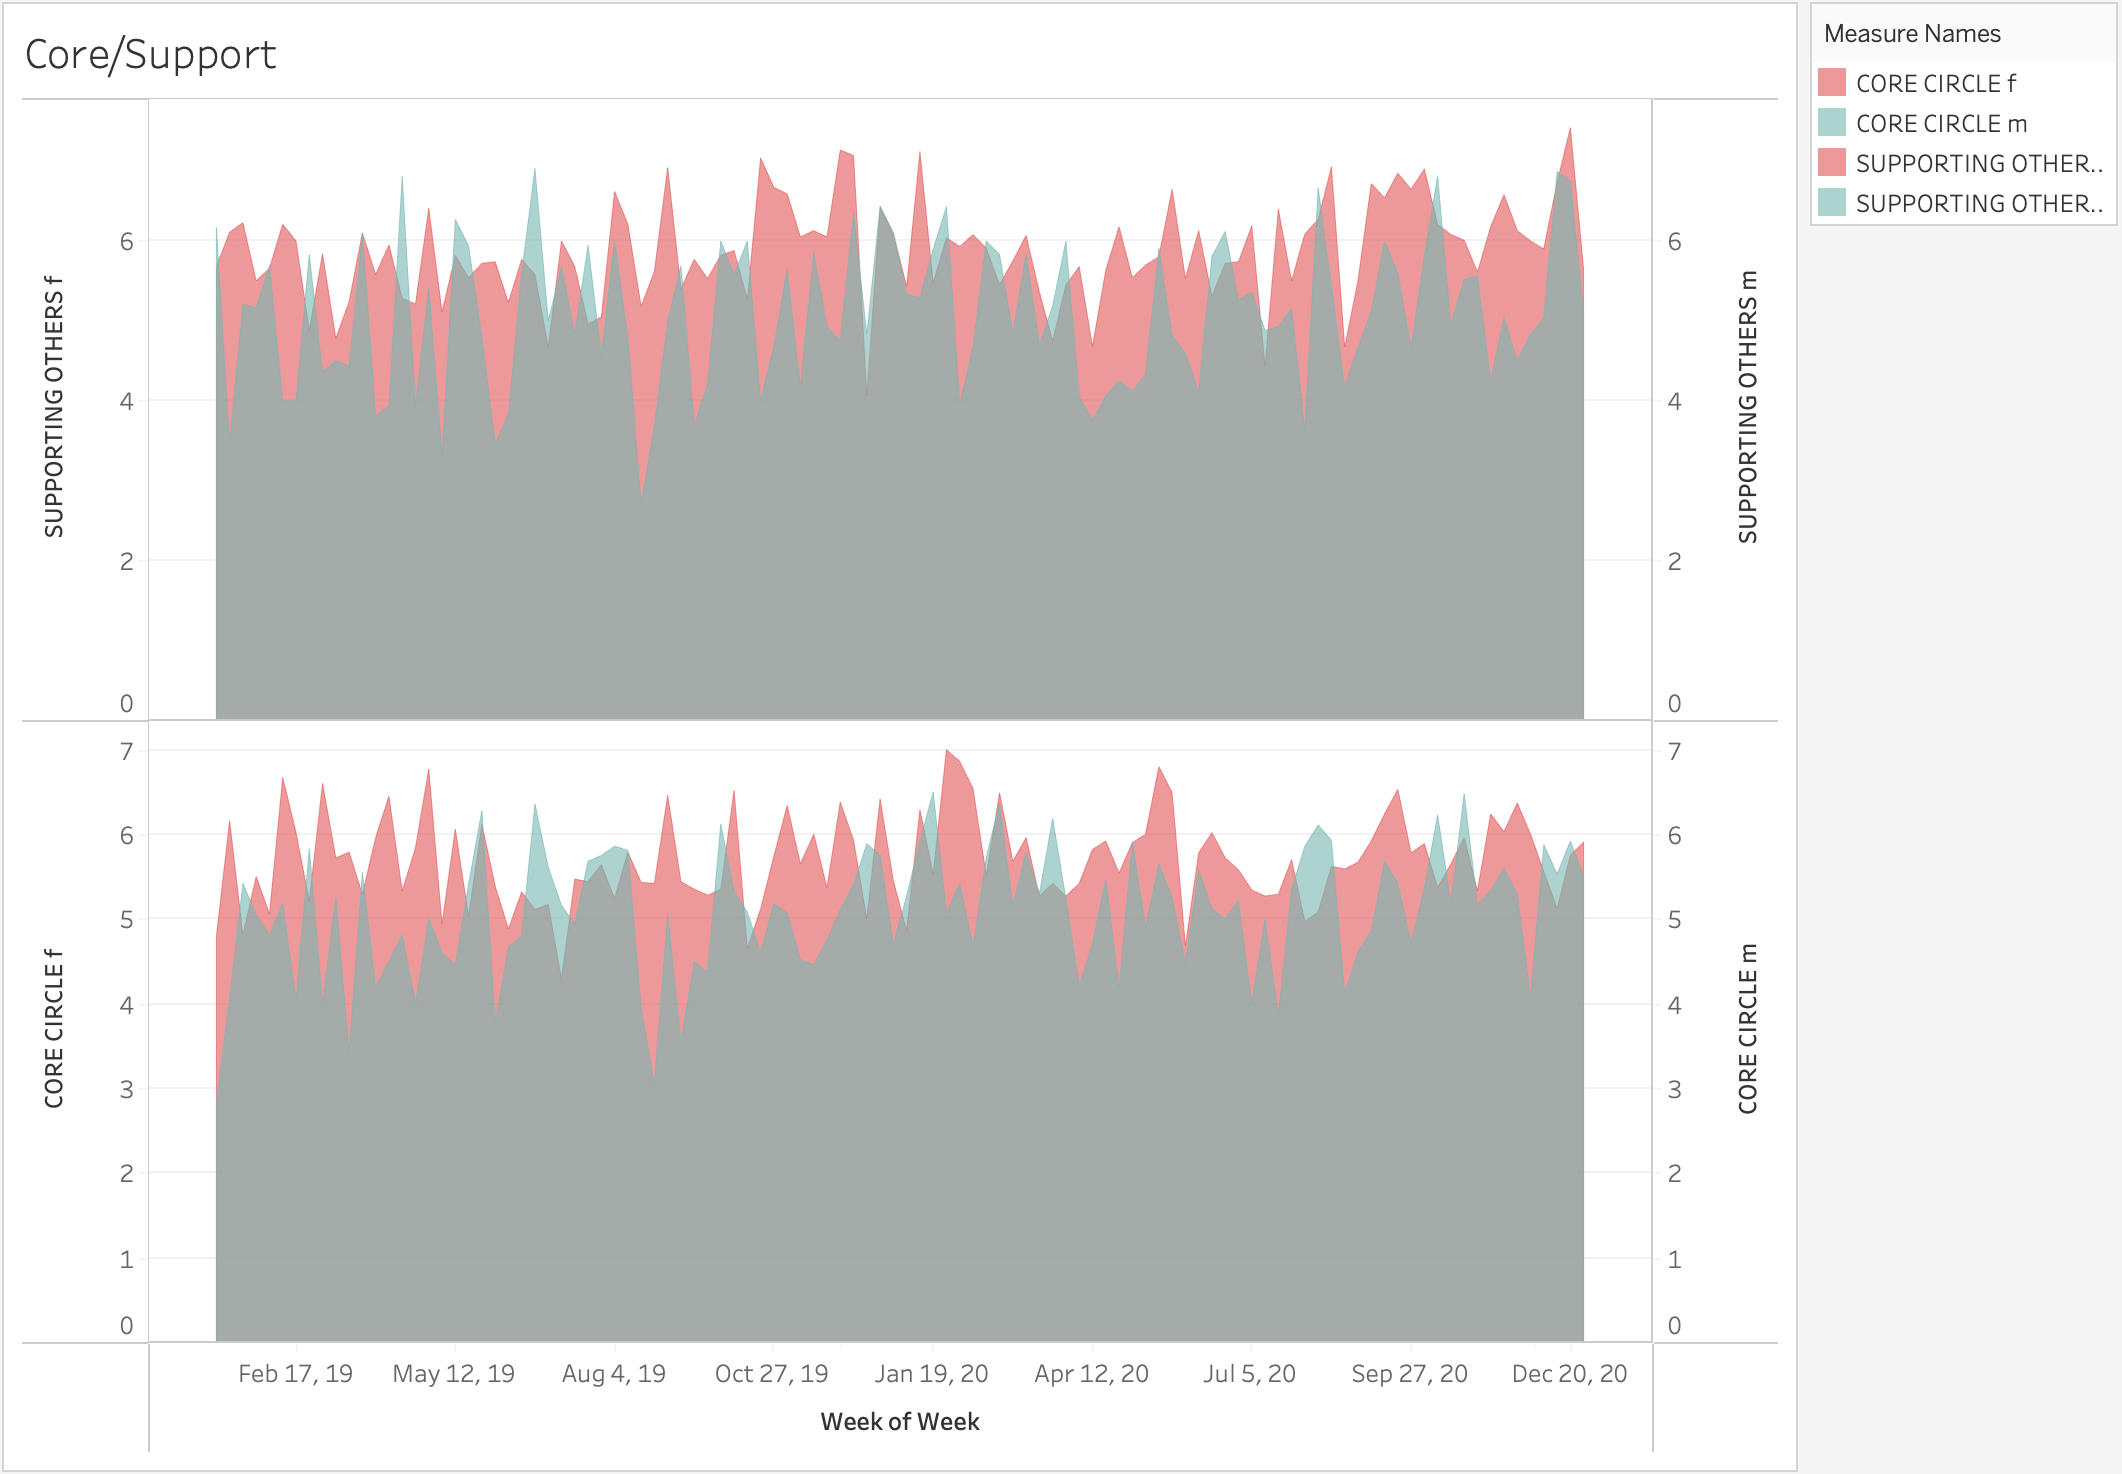 Core/Support
Measure Names
CORE CIRCLE f
CORE CIRCLE m
SUPPORTING OTHER..
SUPPORTING OTHER..
SUPPORTING OTHERS f
6
4
2
0
6
4
2
0
SUPPORTING OTHERS m
CORE CIRCLE f
7
6
5
4
3
2
1
0
7
6
5
4
3
2
1
0
CORE CIRCLE m
Feb 17, 19 May 12, 19 Aug 4, 19 Oct 27, 19 Jan 19, 20 Apr 12, 20 Jul 5, 20 Sep 27, 20 Dec 20, 20
Week of Week